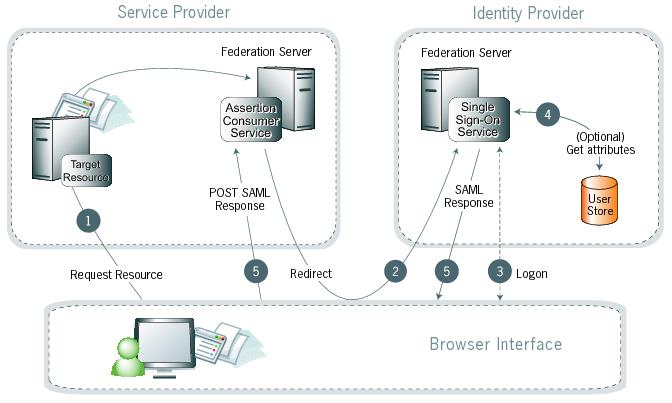 Service Provider
Identity Provider
Federation Server
Assertion
Consumer
Service
Target
Resource
1
Request Resource
POST SAML
Response
5
Redirect
Federation Server
Single
Sign-On
Service
4
(Optional)
Get attributes
User
Store
SAML
Response
2
5
3
Logon
Browser Interface